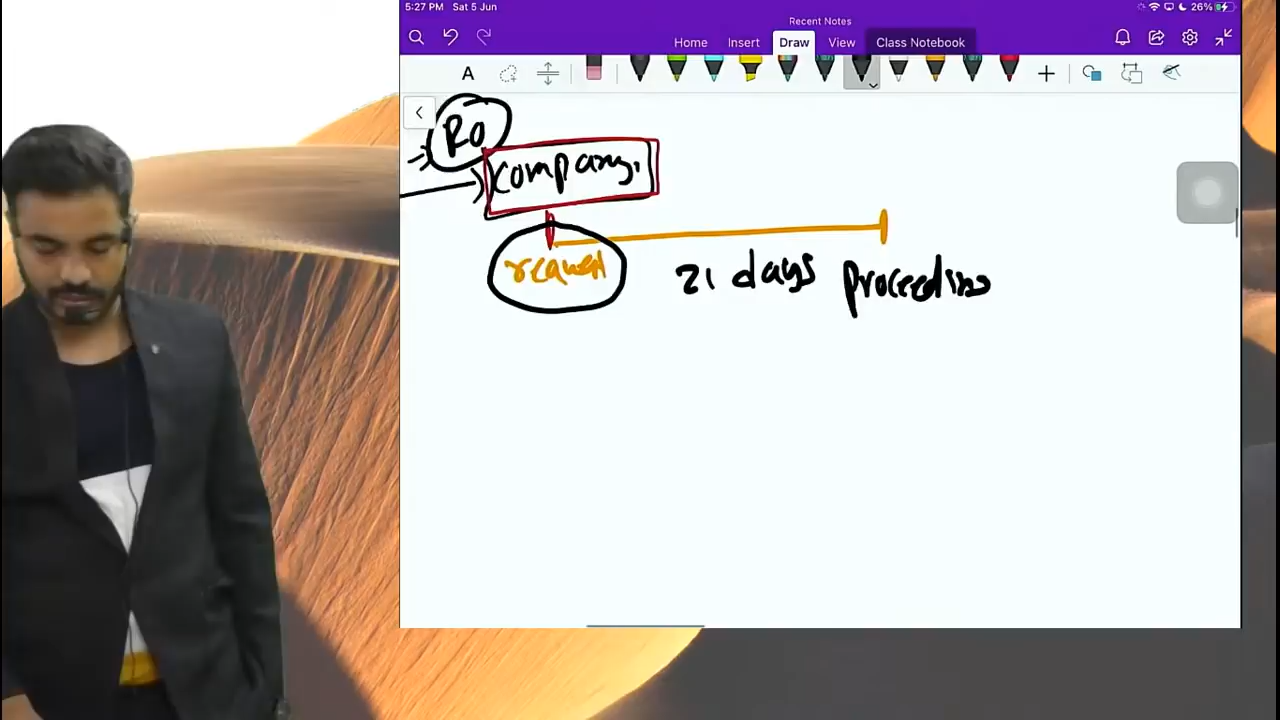 5:27 PM Sat 5 Jun
26%
Recent Notes
Home Insert Draw View Class Notebook
A
RO
company.
request
21 days proceedings